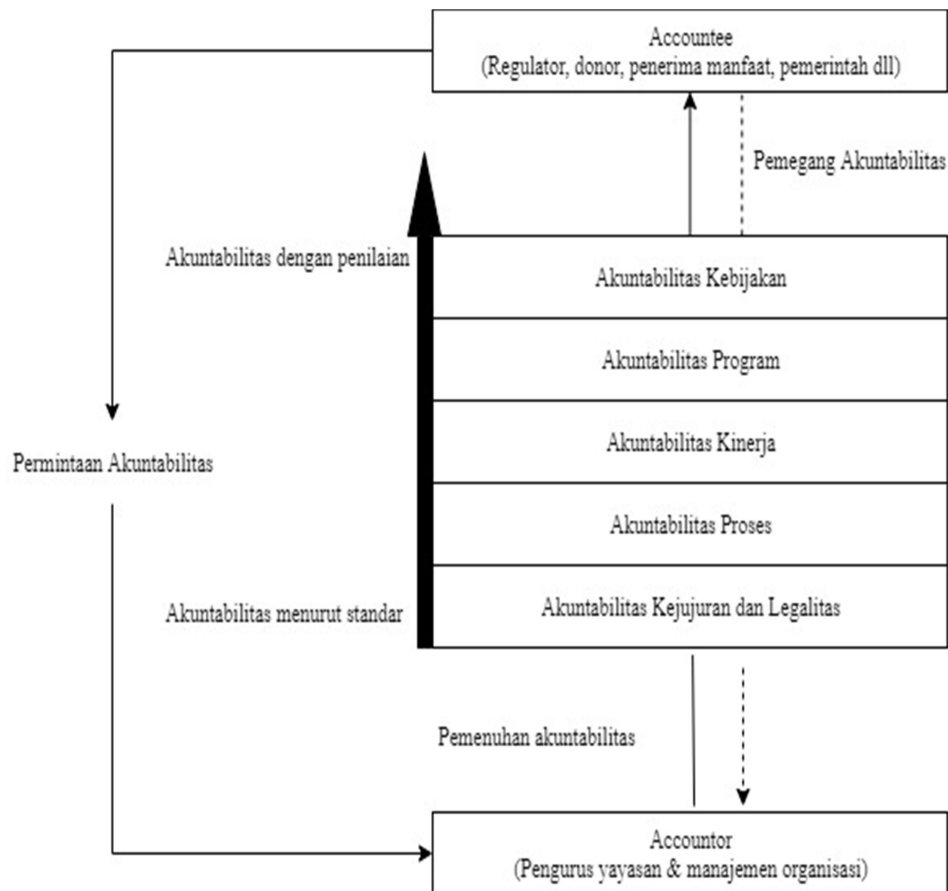 Accountee
(Regulator, donor, penerima manfaat, pemerintah dll)
Pemegang Akuntabilitas
Akuntabilitas dengan penilaian
Akuntabilitas Kebijakan
Akuntabilitas Program
Akuntabilitas Kinerja
Permintaan Akuntabilitas
Akuntabilitas Proses
Akuntabilitas menurut standar
Akuntabilitas Kejujuran dan Legalitas
Pemenuhan akuntabilitas
Accountor
(Pengurus yayasan & manajemen organisasi)